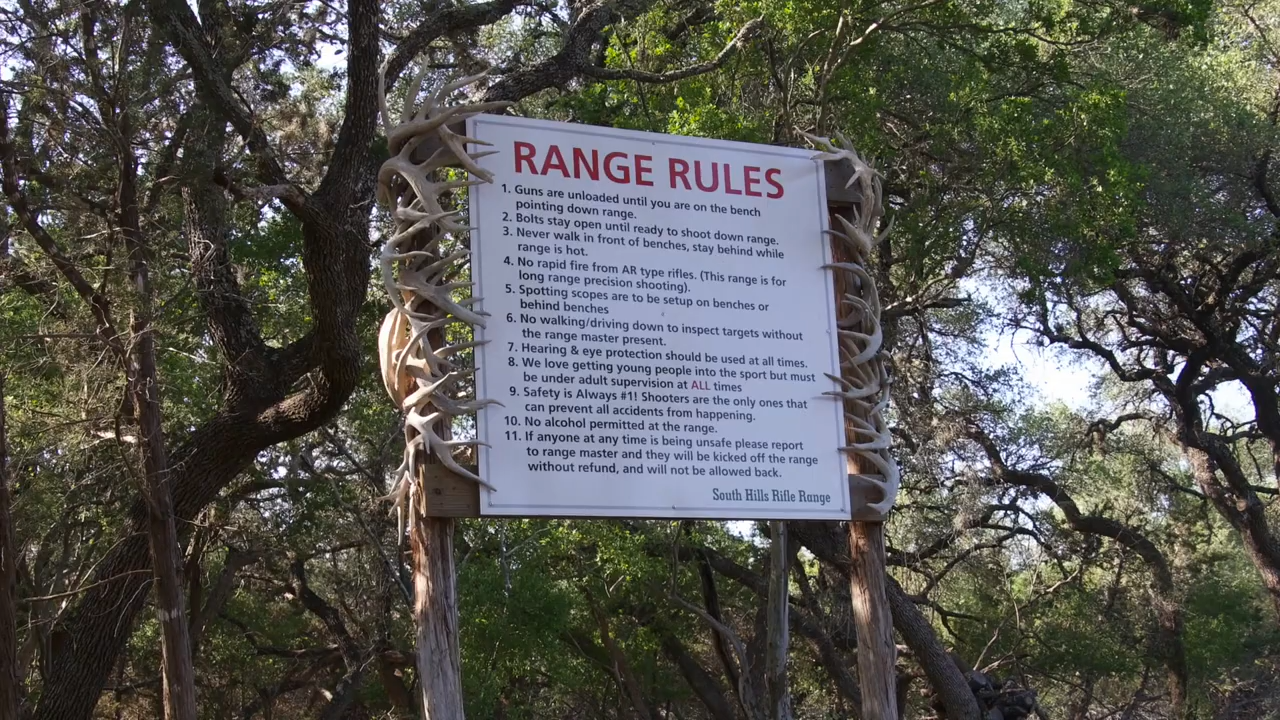 RANGE RULES
1. Guns are unloaded until you are on the bench
pointing down range.
2. Bolts stay open until ready to shoot down range.
3. Never walk in front of benches, stay behind while
range is hot.
4. No rapid fire from AR type rifles. (This range is for
long range precision shooting).
5. Spotting scopes are to be setup on benches or
behind benches
6. No walking/driving down to inspect targets without
the range master present.
7. Hearing & eye protection should be used at all times.
8. We love getting young people into the sport but must
be under adult supervision at ALL times
9. Safety is Always #1! Shooters are the only ones that
can prevent all accidents from happening.
10. No alcohol permitted at the range.
11. If anyone at any time is being unsafe please report
to range master and they will be kicked off the range
without refund, and will not be allowed back.
South Hills Rifle Range